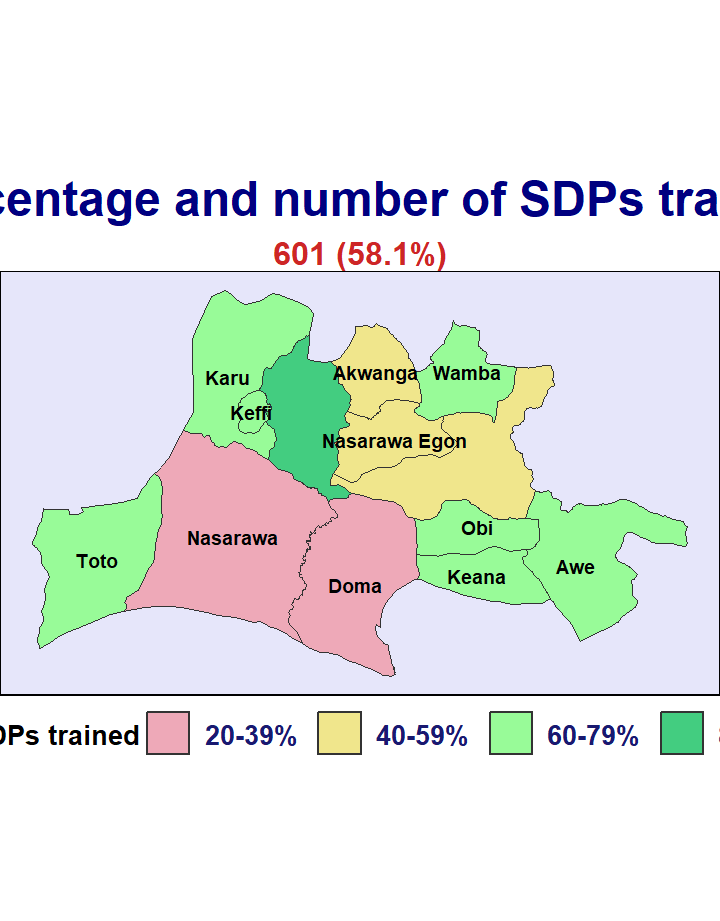 centage and number of SDPs tra
601 (58.1%)
Karu
Akwanga
Wamba
Keffi
Nasarawa Egon
Nasarawa
Obi
Toto
Awe
Doma
Keana
DPs trained 20-39% 40-59% 60-79%